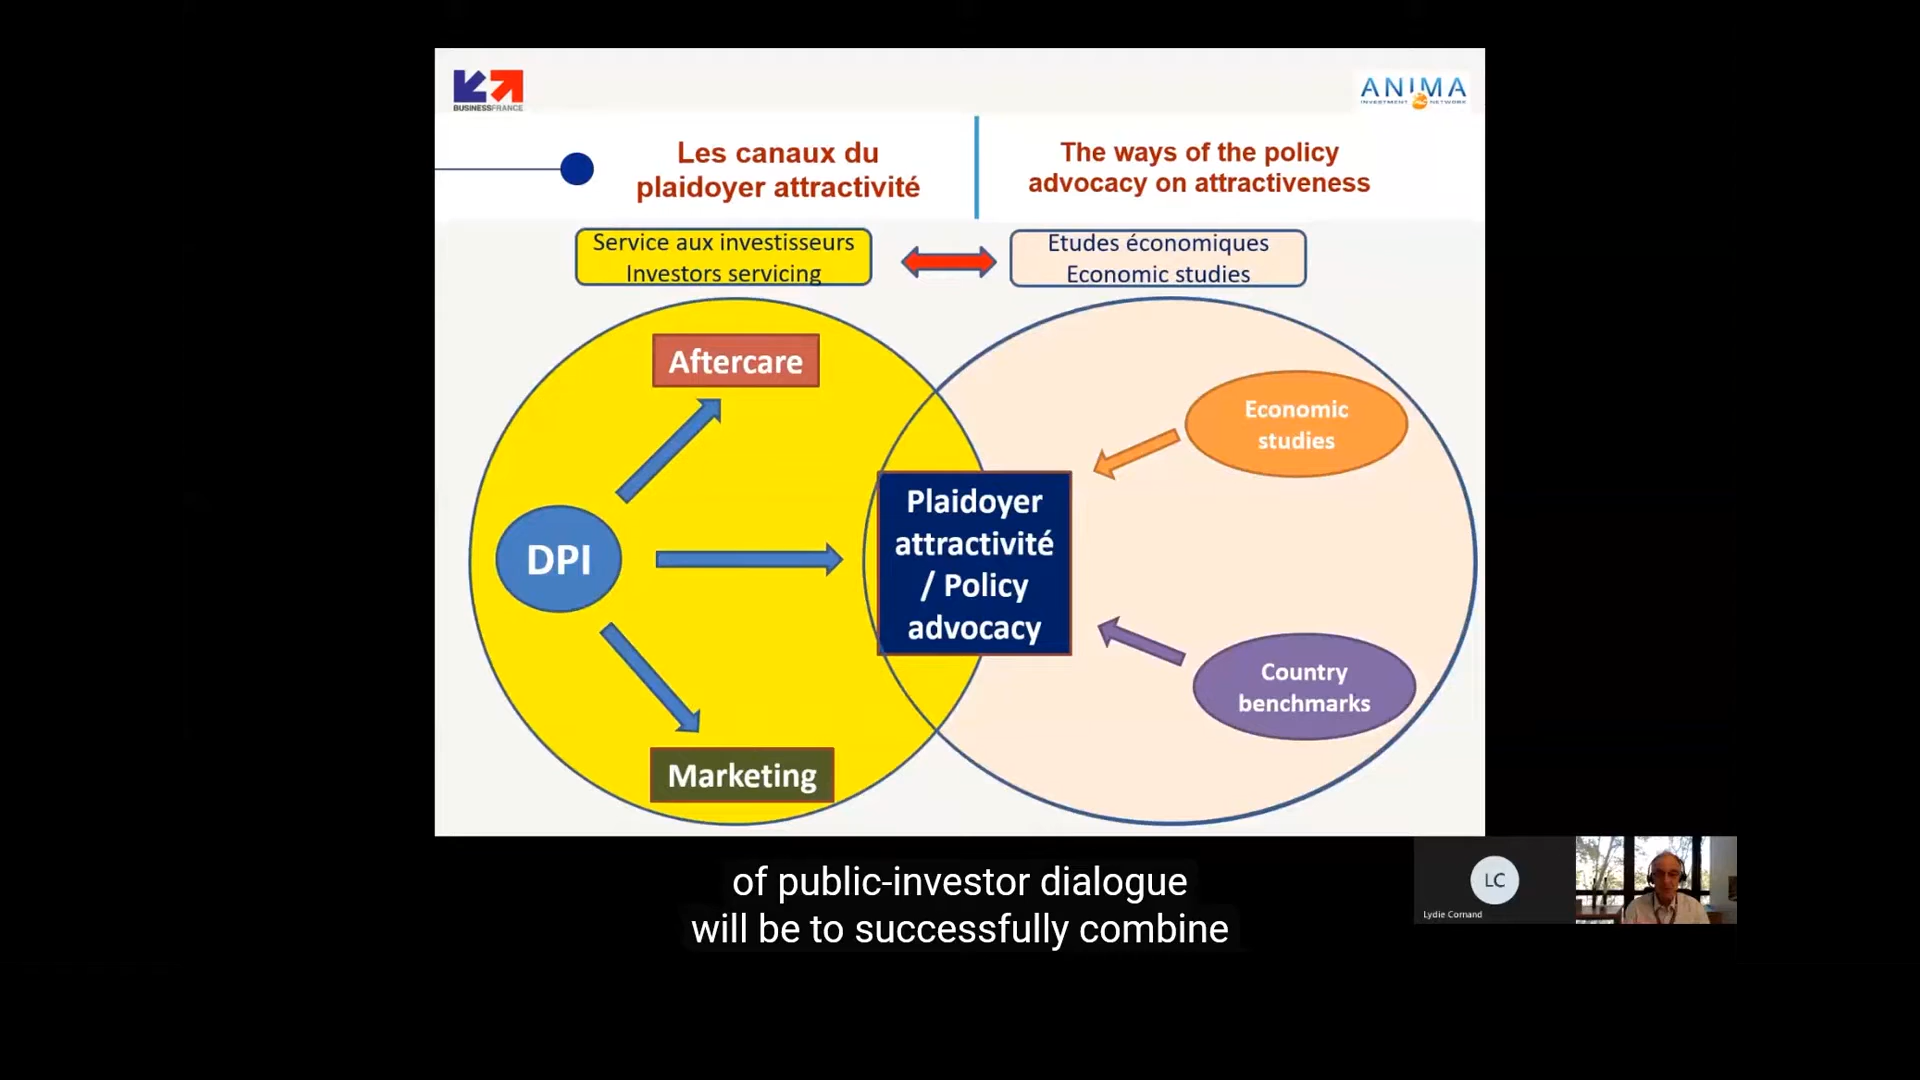 BUSINESSFRANCE
ANIMA
INVESTMENT NETWORK
Les canaux du
plaidoyer attractivité
The ways of the policy
advocacy on attractiveness
Service aux investisseurs
Investors servicing
Etudes économiques
Economic studies
Aftercare
DPI
Marketing
Plaidoyer
attractivité
/ Policy
advocacy
Economic
studies
Country
benchmarks
LC
Lydie Cornand
of public-investor dialogue
will be to successfully combine